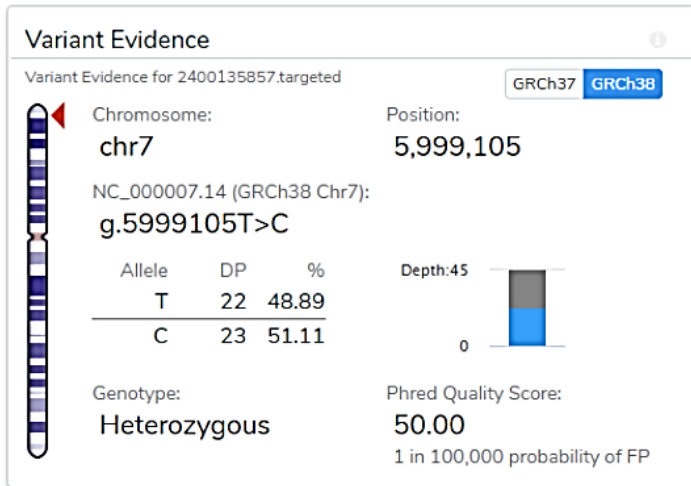 Variant Evidence
Variant Evidence for 2400135857.targeted
GRCh37 GRCh38
Chromosome: Position:
chr7 5,999,105
NC_000007.14 (GRCh38 Chr7):
g.5999105T>C
Allele DP %
T 22 48.89
C 23 51.11
Depth:45
0
Genotype: Phred Quality Score:
Heterozygous 50.00
1 in 100,000 probability of FP